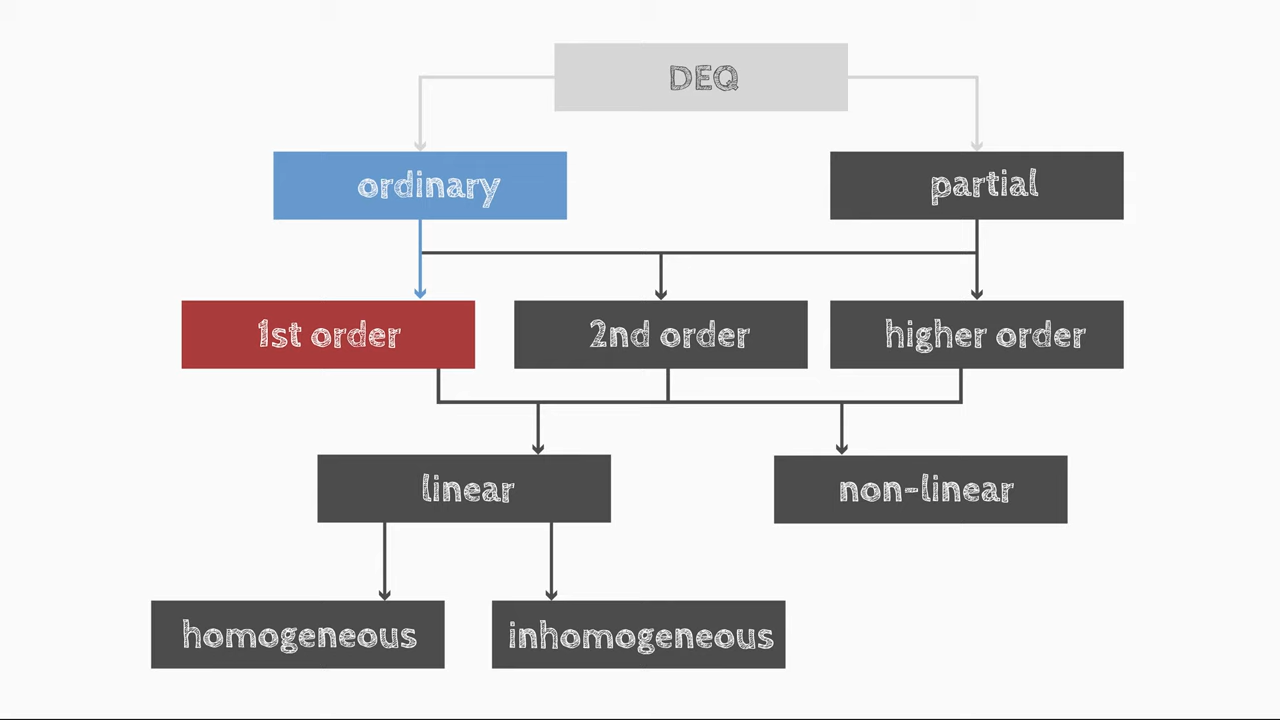 DEQ
ordinary
partial
1st order
2nd order
higher order
linear
non-linear
homogeneous
inhomogeneous